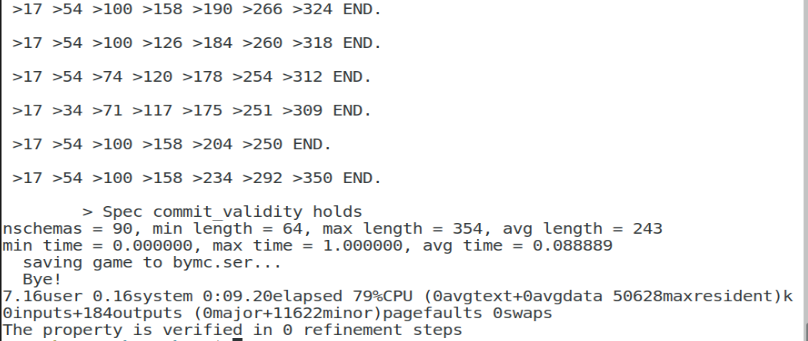 >17 >54 >100 >158 >190 >266 >324 END.
>17 >54 >100 >126 >184 >260 >318 END.
>17 >54 >74 >120 >178 >254 >312 END.
>17 >34 >71 >117 >175 >251 >309 END.
>17 >54 >100 >158 >204 >250 END.
>17 >54 >100 >158 >234 >292 >350 END.
> Spec commit_validity holds
nschemas = 90, min length = 64, max length = 354, avg length = 243
min time = 0.000000, max time = 1.000000, avg time = 0.088889
saving game to bymc.ser...
Bye!
7.16user 0.16system 0:09.20elapsed 79%CPU (0avgtext+0avgdata 50628maxresident)k
0inputs+184outputs (0major+11622minor)pagefaults 0swaps
The property is verified in 0 refinement steps